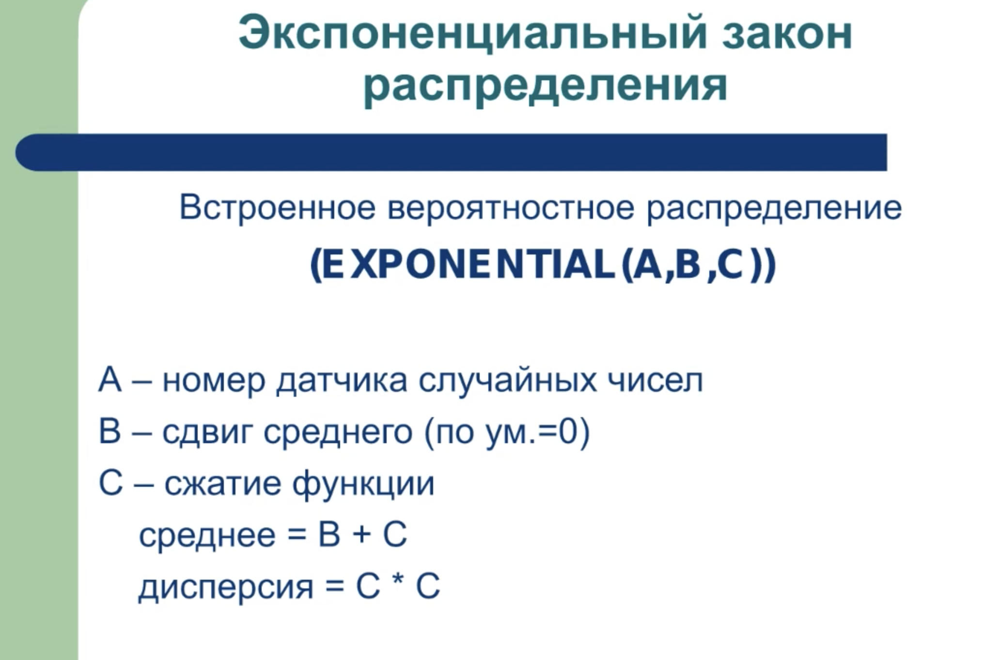 Экспоненциальный закон
распределения
Встроенное вероятностное распределение
(EXPONENTIAL(A,B,C))
А – номер датчика случайных чисел
В – сдвиг среднего (по ум.=0)
С – сжатие функции
среднее = В + С
дисперсия = С * С